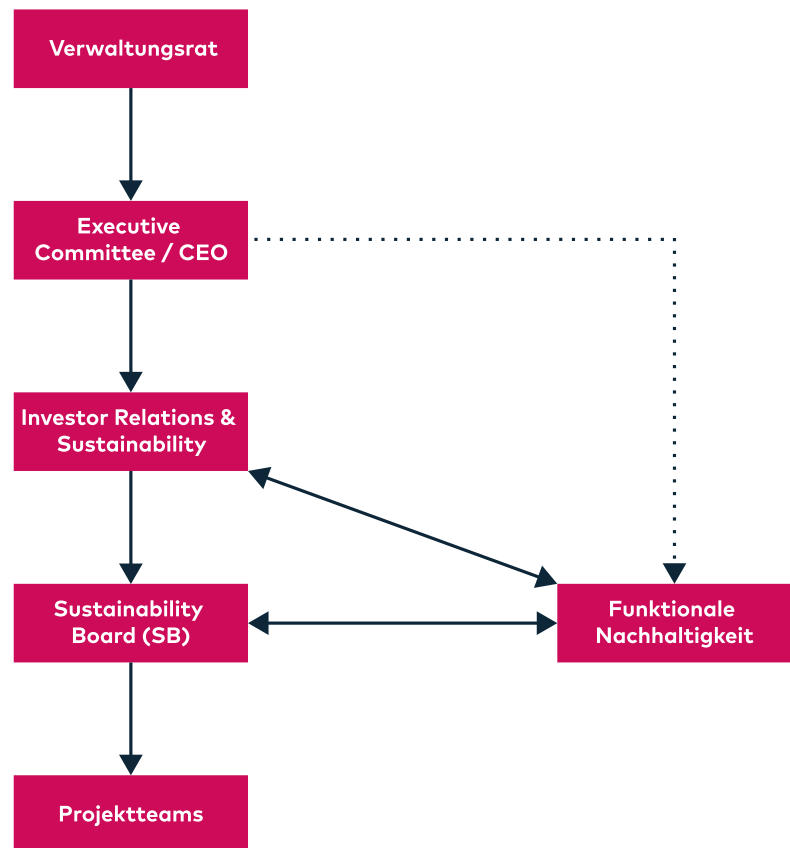 Verwaltungsrat
Executive
Committee / CEO
Investor Relations &
Sustainability
Sustainability
Board (SB)
Funktionale
Nachhaltigkeit
Projektteams